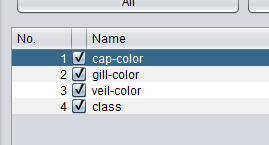 All
No. Name
1 cap-color
2 gill-color
3 veil-color
4 class